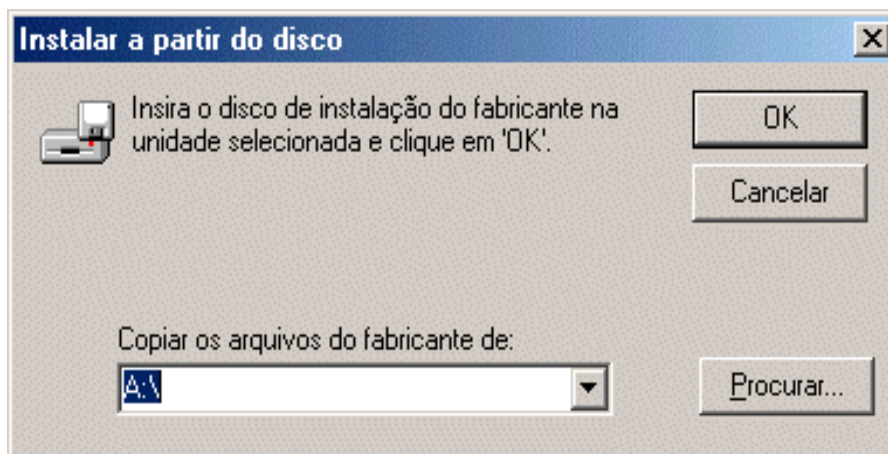 Instalar a partir do disco
Insira o disco de instalação do fabricante na
unidade selecionada e clique em 'OK'.
OK
Cancelar
Copiar os arquivos do fabricante de:
A:\
Procurar...